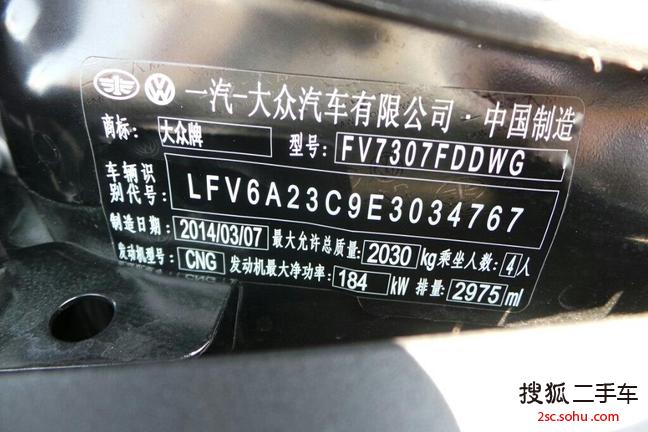 一汽-大众汽车有限公司·中国制造
商标: 大众牌 型号: FV7307FDDWG
车辆识别代号: LFV6A23C9E3034767
制造日期: 2014/03/07 最大允许总质量: 2030 kg 乘坐人数: 4人
发动机型号: CNG 发动机最大净功率: 184 kW 排量: 2975 ml
搜狐二手车
2sc.sohu.com